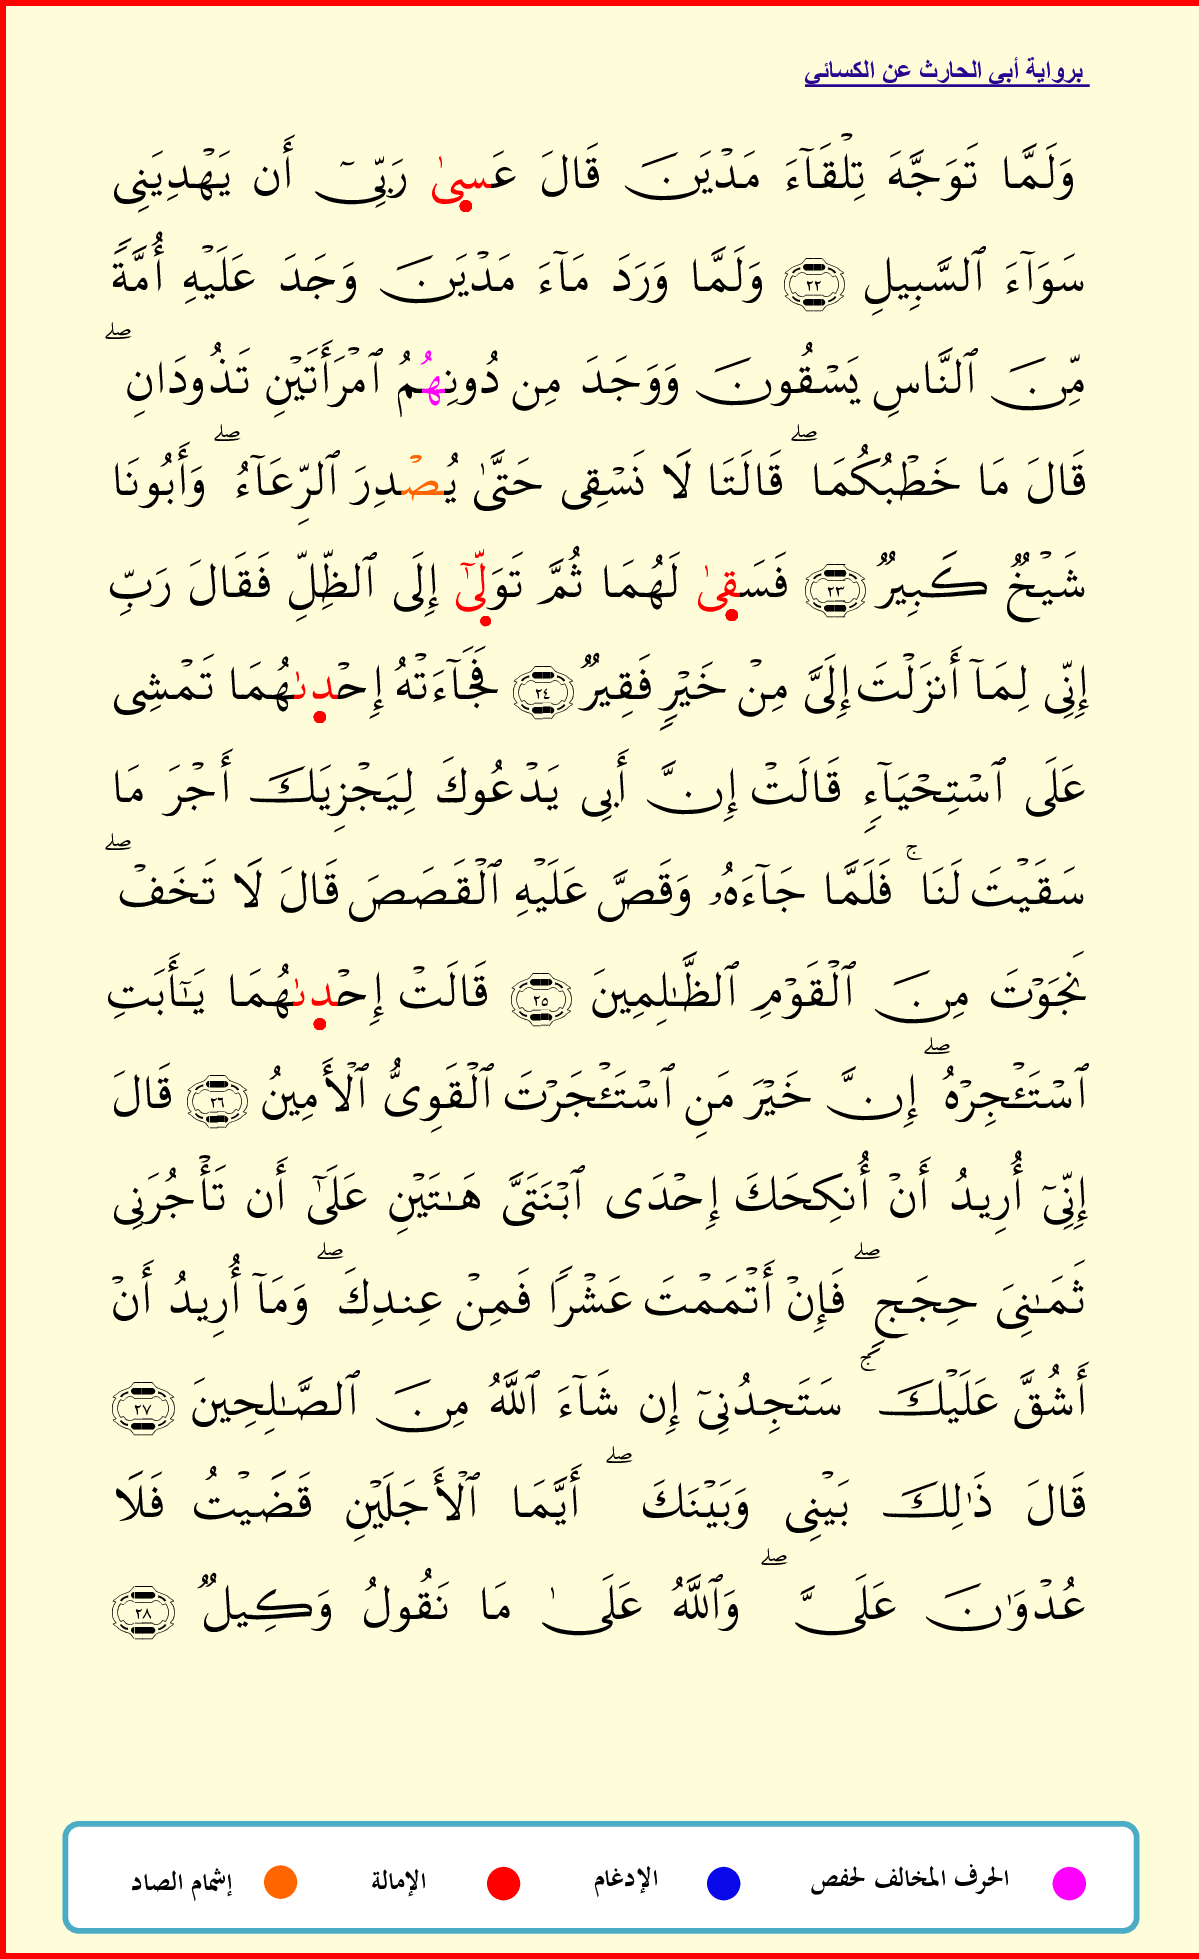 برواية أبي الحارث عن الكسائي
وَلَمَّا تَوَجَّهَ تِلْقَآءَ مَدْيَنَ قَالَ عَسىٰ رَبِّىٓ أَن يَهْدِيَنِى
سَوَآءَ ٱلسَّبِيلِ ٢٢ وَلَمَّا وَرَدَ مَآءَ مَدْيَنَ وَجَدَ عَلَيْهِ أُمَّةً
مِّنَ ٱلنَّاسِ يَسْقُونَ وَوَجَدَ مِن دُونِهُمُ ٱمْرَأَتَيْنِ تَذُودَانِ ۖ
قَالَ مَا خَطْبُكُمَا ۖ قَالَتَا لَا نَسْقِى حَتَّىٰ يُصْدِرَ ٱلرِّعَآءُ ۖ وَأَبُونَا
شَيْخٌ كَبِيرٌ ٢٣ فَسَقىٰ لَهُمَا ثُمَّ تَوَلّىٰٓ إِلَى ٱلظِّلِّ فَقَالَ رَبِّ
إِنِّى لِمَآ أَنزَلْتَ إِلَىَّ مِنْ خَيْرٍ فَقِيرٌ ٢٤ فَجَآءَتْهُ إِحْدىٰهُمَا تَمْشِى
عَلَى ٱسْتِحْيَآءٍ قَالَتْ إِنَّ أَبِى يَدْعُوكَ لِيَجْزِيَكَ أَجْرَ مَا
سَقَيْتَ لَنَا ۚ فَلَمَّا جَآءَهُۥ وَقَصَّ عَلَيْهِ ٱلْقَصَصَ قَالَ لَا تَخَفْ ۖ
نَجَوْتَ مِنَ ٱلْقَوْمِ ٱلظَّـٰلِمِينَ ٢٥ قَالَتْ إِحْدىٰهُمَا يَـٰٓأَبَتِ
ٱسْتَـْٔجِرْهُ ۖ إِنَّ خَيْرَ مَنِ ٱسْتَـْٔجَرْتَ ٱلْقَوِىُّ ٱلْأَمِينُ ٢٦ قَالَ
إِنِّىٓ أُرِيدُ أَنْ أُنكِحَكَ إِحْدَى ٱبْنَتَىَّ هَـٰتَيْنِ عَلَىٰٓ أَن تَأْجُرَنِى
ثَمَـٰنِىَ حِجَجٍ ۖ فَإِنْ أَتْمَمْتَ عَشْرًا فَمِنْ عِندِكَ ۖ وَمَآ أُرِيدُ أَنْ
أَشُقَّ عَلَيْكَ ۚ سَتَجِدُنِىٓ إِن شَآءَ ٱللَّهُ مِنَ ٱلصَّـٰلِحِينَ ٢٧
قَالَ ذَٰلِكَ بَيْنِى وَبَيْنَكَ ۖ أَيَّمَا ٱلْأَجَلَيْنِ قَضَيْتُ فَلَا
عُدْوَٰنَ عَلَىَّ ۖ وَٱللَّهُ عَلَىٰ مَا نَقُولُ وَكِيلٌ ٢٨
الحرف المخالف لحفص الإدغام الإمالة إشمام الصاد